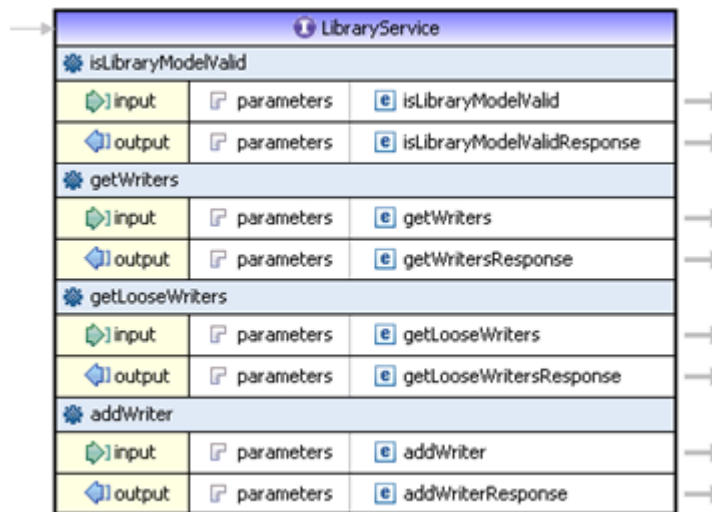 LibraryService
isLibraryModelValid
input parameters isLibraryModelValid
output parameters isLibraryModelValidResponse
getWriters
input parameters getWriters
output parameters getWritersResponse
getLooseWriters
input parameters getLooseWriters
output parameters getLooseWritersResponse
addWriter
input parameters addWriter
output parameters addWriterResponse